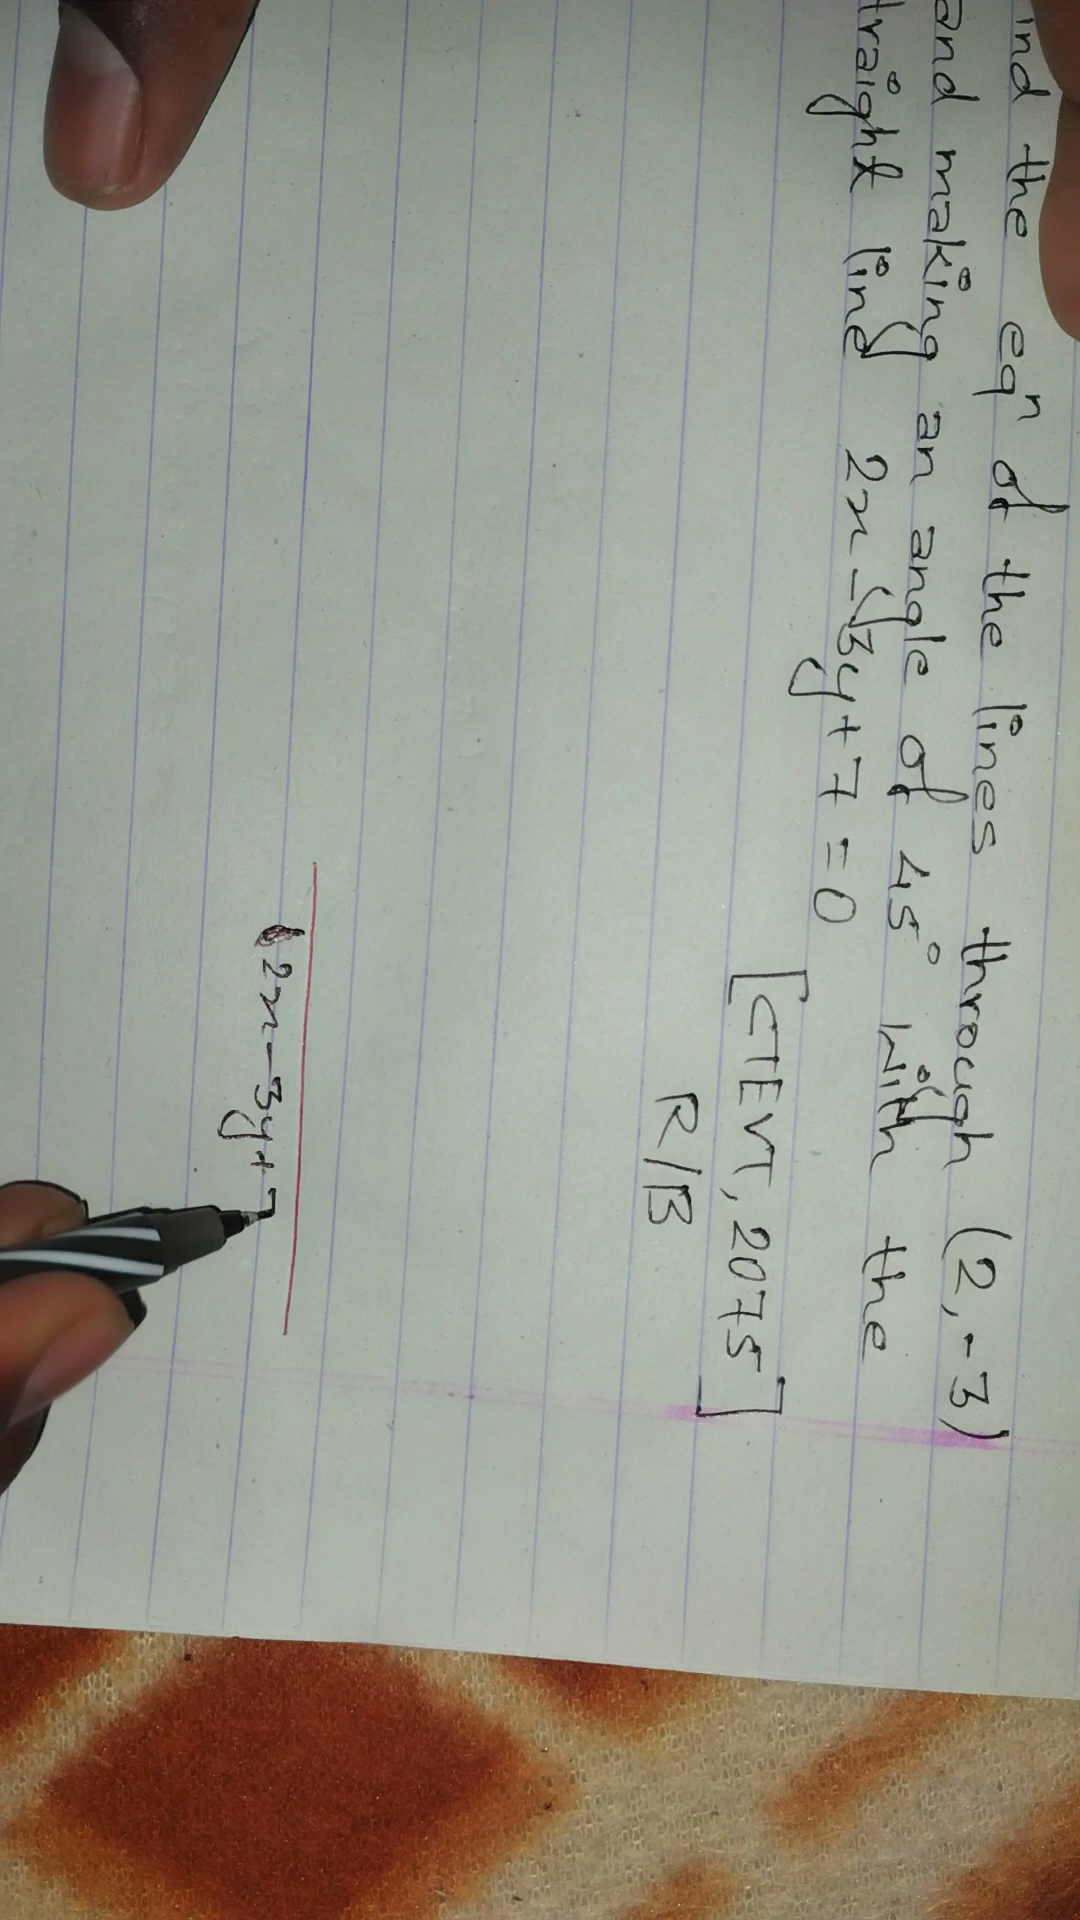 ind the eqⁿ of the lines through (2,-3)
and making an angle of 45° with the
traight line 2x-3y+7=0
[CTEVT, 2075]
R/B
2x-3y+7